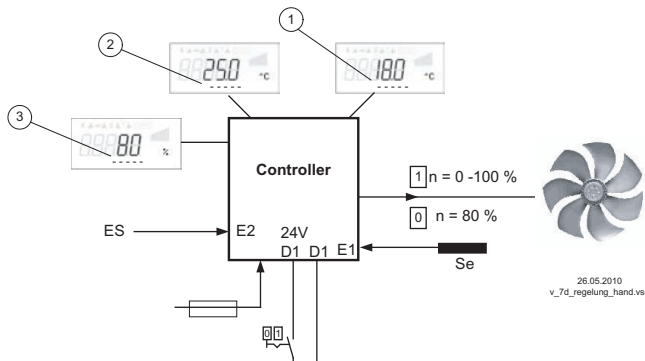 1
2
25.0
°C
18.0
°C
3
80
%
Controller
1 n = 0 -100 %
0 n = 80 %
ES
E2
24V
D1 D1
E1
Se
26.05.2010
v_7d_regelung_hand.vs
0 1